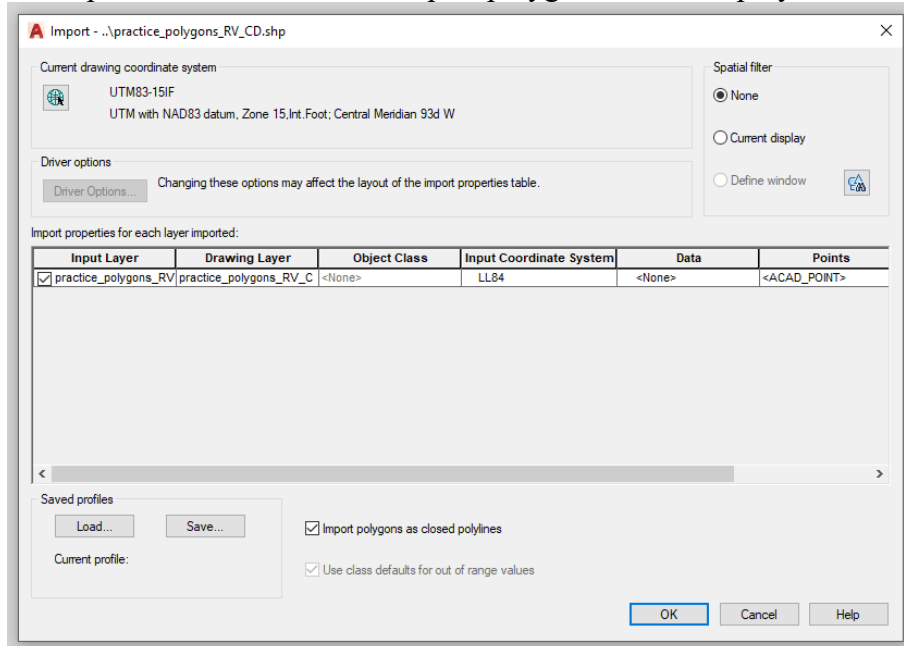 Import - ..\practice_polygons_RV_CD.shp
Current drawing coordinate system
UTM83-15IF
UTM with NAD83 datum, Zone 15,Int.Foot; Central Meridian 93d W
Spatial filter
None
Current display
Define window
Driver options
Driver Options...
Changing these options may affect the layout of the import properties table.
Import properties for each layer imported:
Input Layer Drawing Layer Object Class Input Coordinate System Data Points
practice_polygons_RV practice_polygons_RV_C <None> LL84 <None> <ACAD_POINT>
Saved profiles
Load... Save...
Current profile:
Import polygons as closed polylines
Use class defaults for out of range values
OK Cancel Help